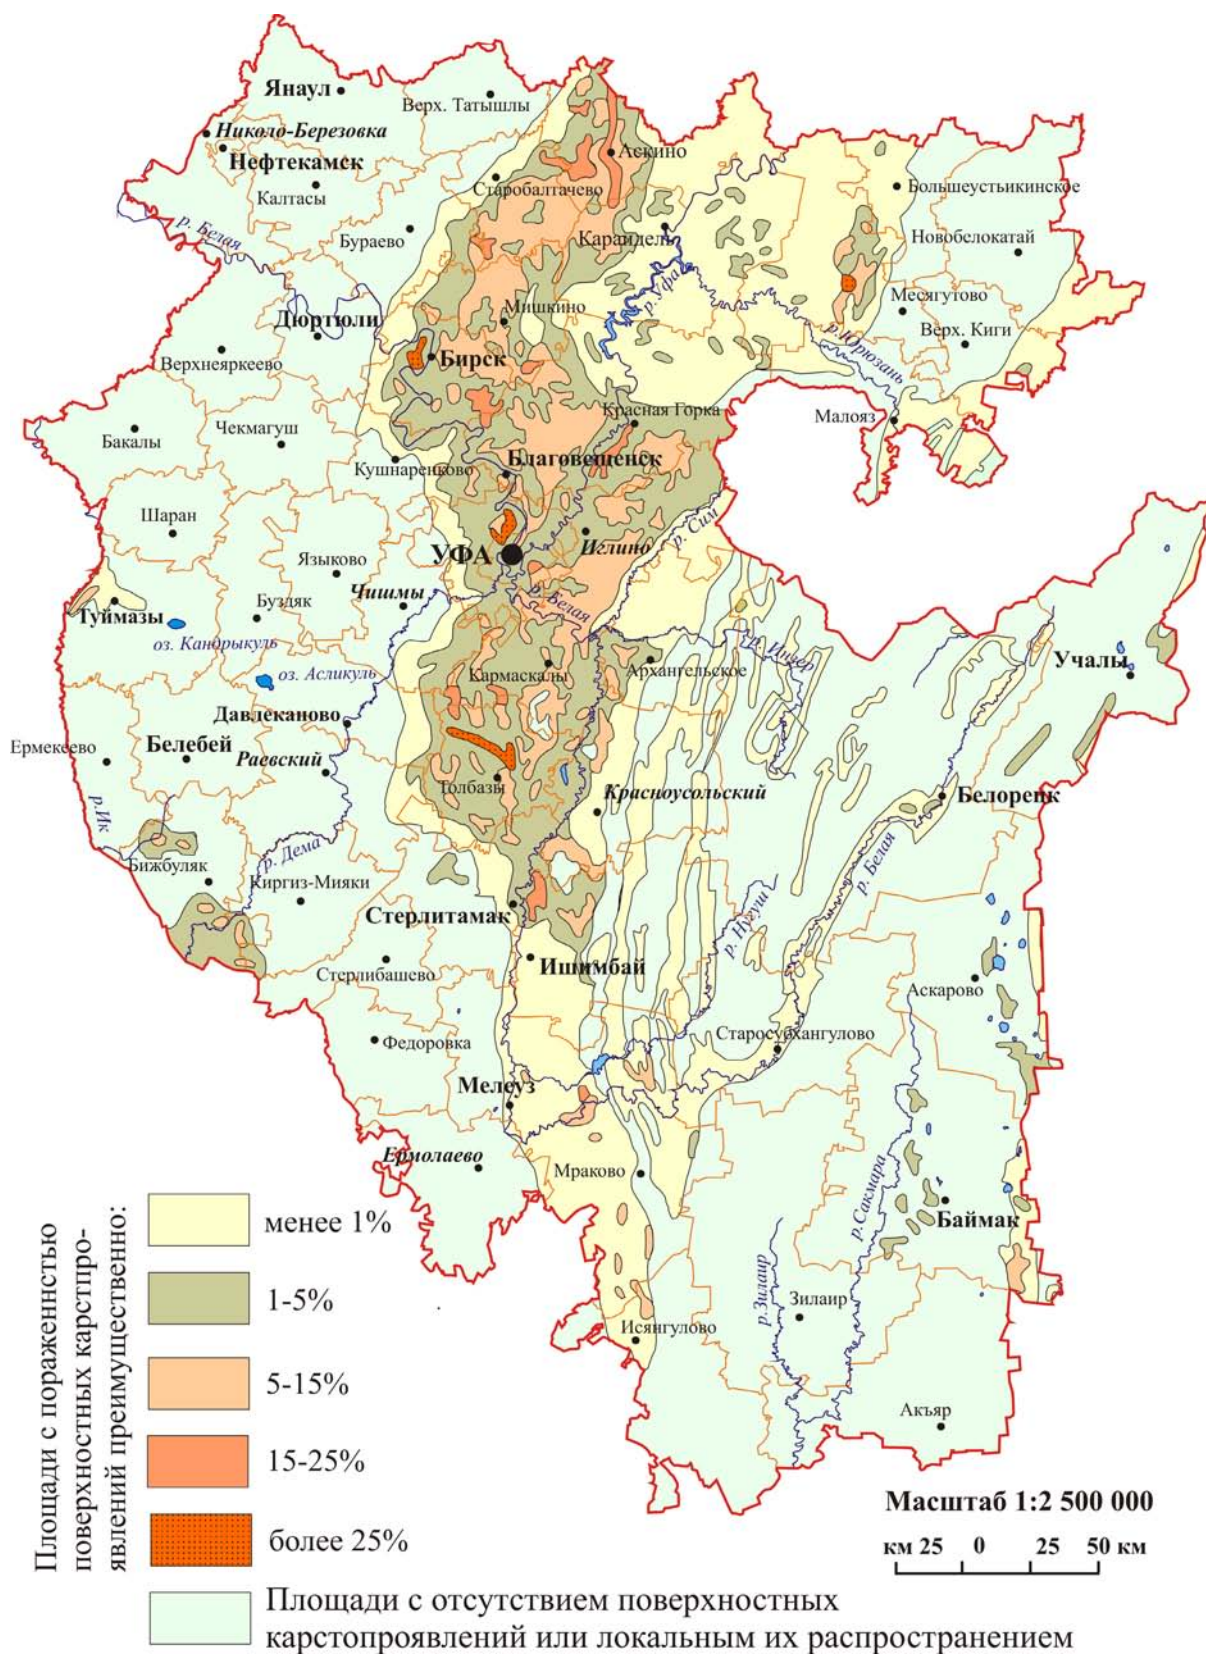 Янаул
Верх. Татышлы
Николо-Березовка
Нефтекамск
Аскино
Калтасы
Старобалтачево
Большеустьикинское
р. Белая
Бураево
Караидель
Новобелокатай
р.Уфа
Мишкино
Месягутово
Дюртюли
р.Юрюзань
Верх. Киги
Верхнеяркеево
Бирск
Красная Горка
Малояз
Бакалы
Чекмагуш
Кушнаренково
Благовещенск
Шаран
р. Сим
УФА
Иглино
Языково
Чишмы
Буздяк
р. Белая
Туймазы
оз. Кандрыкуль
р. Инзер
Учалы
оз. Асликуль
Кармаскалы
Архангельское
Давлеканово
Ермекеево
Белебей
Раевский
Толбазы
Красноусольский
Белорецк
р.Ик
р. Дема
р. Белая
Бижбуляк
Киргиз-Мияки
Стерлитамак
р. Нугуш
Ишимбай
Стерлибашево
Аскарово
Федоровка
Старосубхангулово
Мелеуз
Ермолаево
Мраково
р.Сакмара
Баймак
р.Зилаир
Зилаир
Исянгулово
Акъяр
Площади с пораженнстью
поверхностных карстпро-
явлений преимущественно:
менее 1%
1-5%
5-15%
15-25%
более 25%
Площади с отсутствием поверхностных
карстопроявлений или локальным их распространением
Масштаб 1:2 500 000
км 25 0 25 50 км